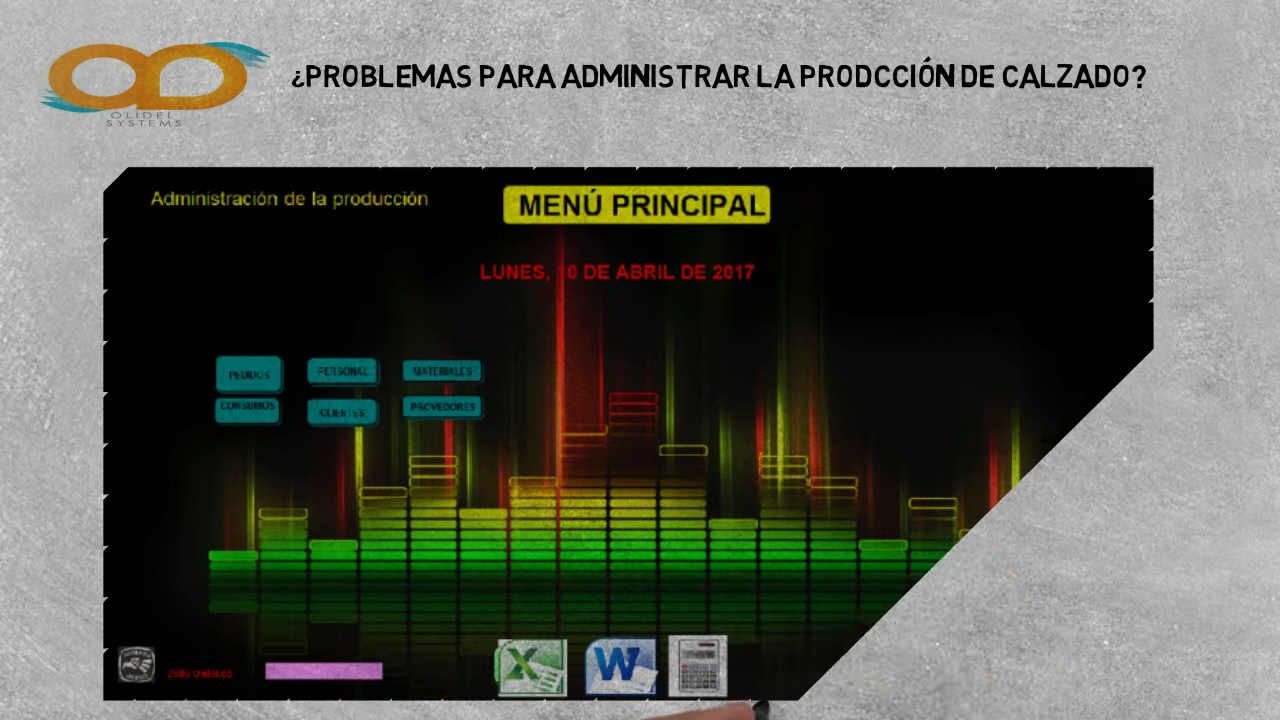 ¿PROBLEMAS PARA ADMINISTRAR LA PRODCCIÓN DE CALZADO?
OLIDEL
SYSTEMS
Administración de la producción
MENÚ PRINCIPAL
LUNES, 10 DE ABRIL DE 2017
PEDIDOS
PERSONAL
MATERIALES
CONSUMOS
CLIENTES
PROVEDORES
X
W